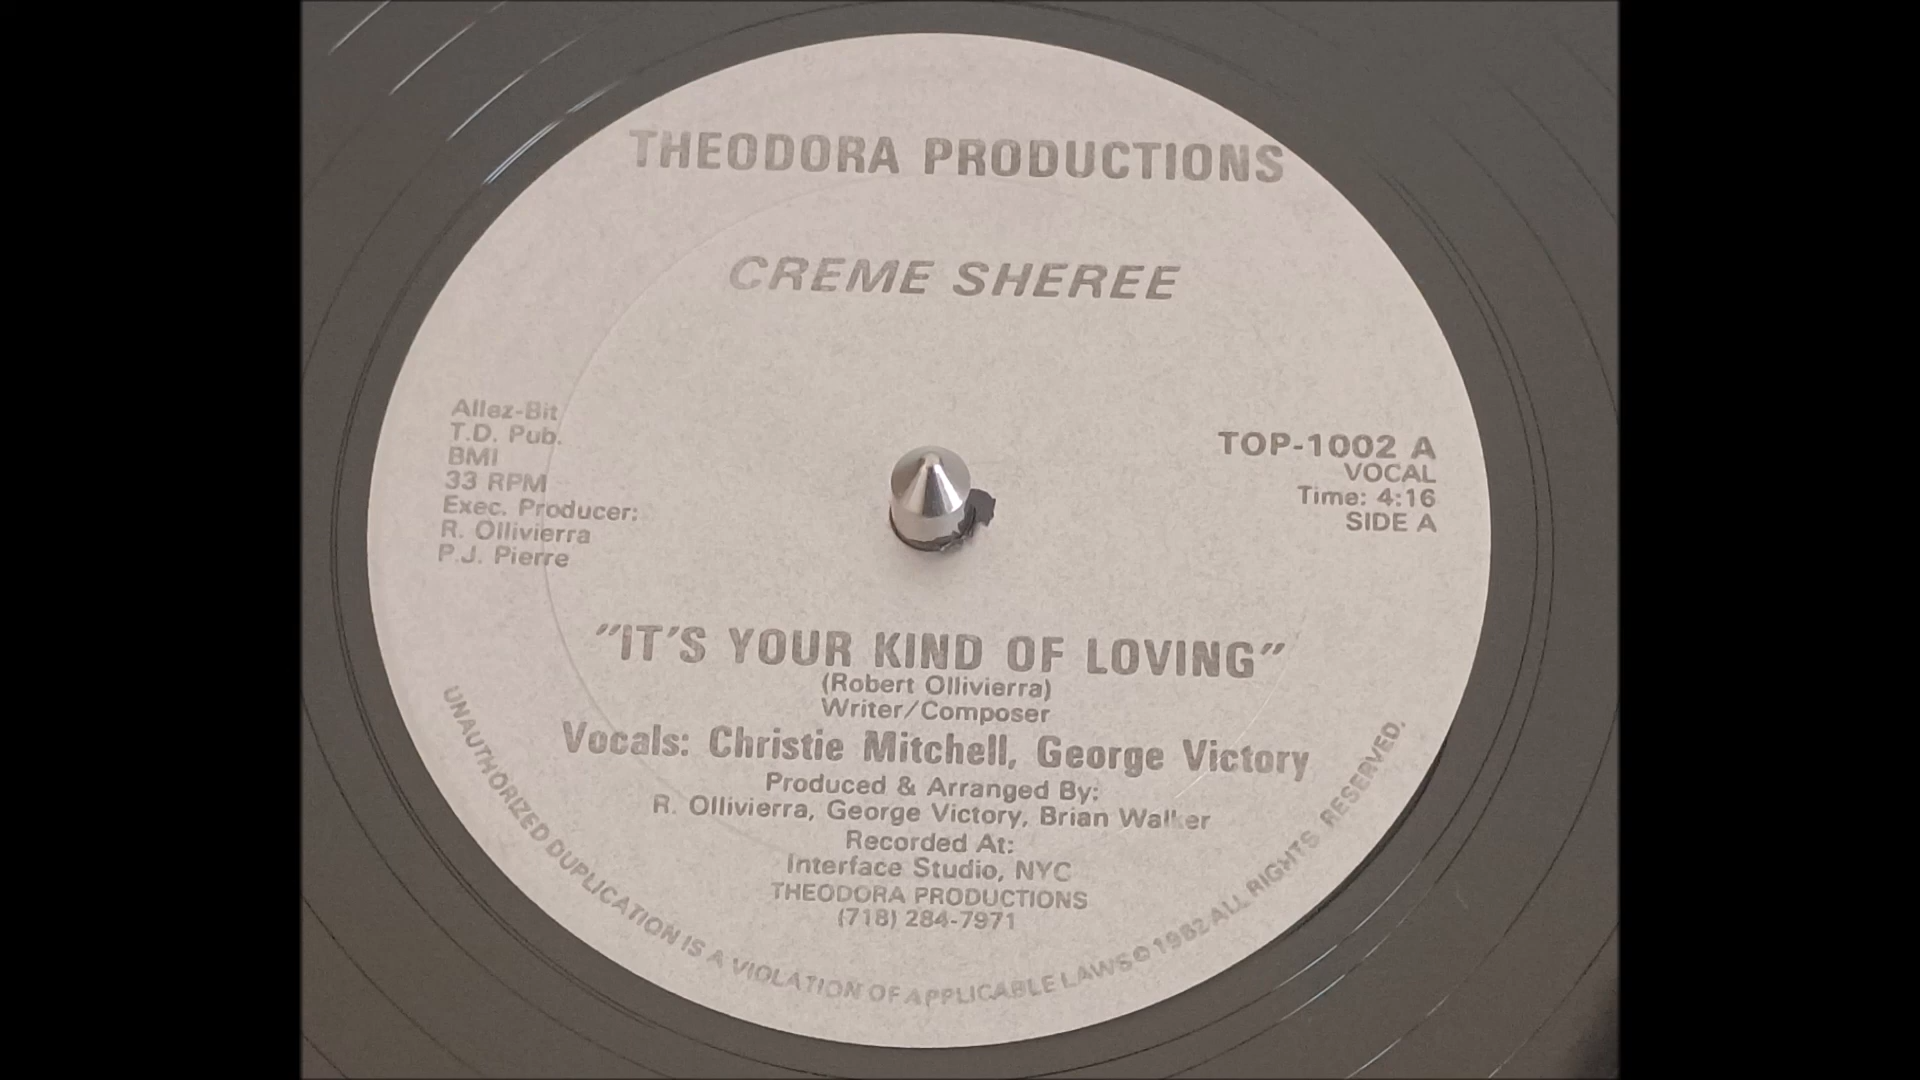 THEODORA PRODUCTIONS
CREME SHEREE
Allez-Bit
T.D. Pub.
BMI
33 RPM
Exec. Producer:
R. Ollivierra
P.J. Pierre
TOP-1002 A
VOCAL
Time: 4:16
SIDE A
"IT'S YOUR KIND OF LOVING"
(Robert Ollivierra)
Writer/Composer
Vocals: Christie Mitchell, George Victory
Produced & Arranged By:
R. Ollivierra, George Victory, Brian Walker
Recorded At:
Interface Studio, NYC
THEODORA PRODUCTIONS
(718) 284-7971
UNAUTHORIZED DUPLICATION IS A VIOLATION OF APPLICABLE LAWS © 1982 ALL RIGHTS RESERVED.